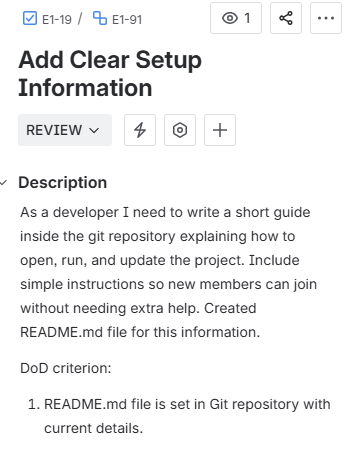 E1-19 / E1-91
1
Add Clear Setup
Information
REVIEW
Description
As a developer I need to write a short guide
inside the git repository explaining how to
open, run, and update the project. Include
simple instructions so new members can join
without needing extra help. Created
README.md file for this information.
DoD criterion:
1. README.md file is set in Git repository with
current details.